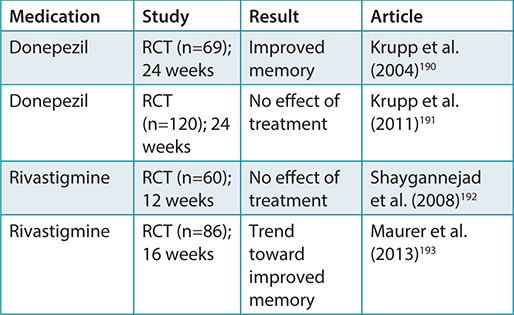 Medication Study Result Article
Donepezil RCT (n=69); Improved Krupp et al.
24 weeks memory (2004)190
Donepezil RCT No effect of Krupp et al.
(n=120); 24 treatment (2011)191
weeks
Rivastigmine RCT (n=60); No effect of Shaygannejad
12 weeks treatment et al. (2008)192
Rivastigmine RCT (n=86); Trend Maurer et al.
16 weeks toward (2013)193
improved
memory